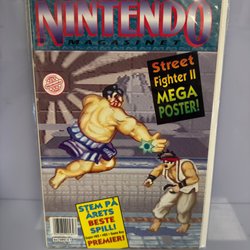 NINTENDO
MAGASINET
Street
Fighter II
MEGA
POSTER!
STEM PÅ
ÅRETS
BESTE
SPILL!
PREMIER!